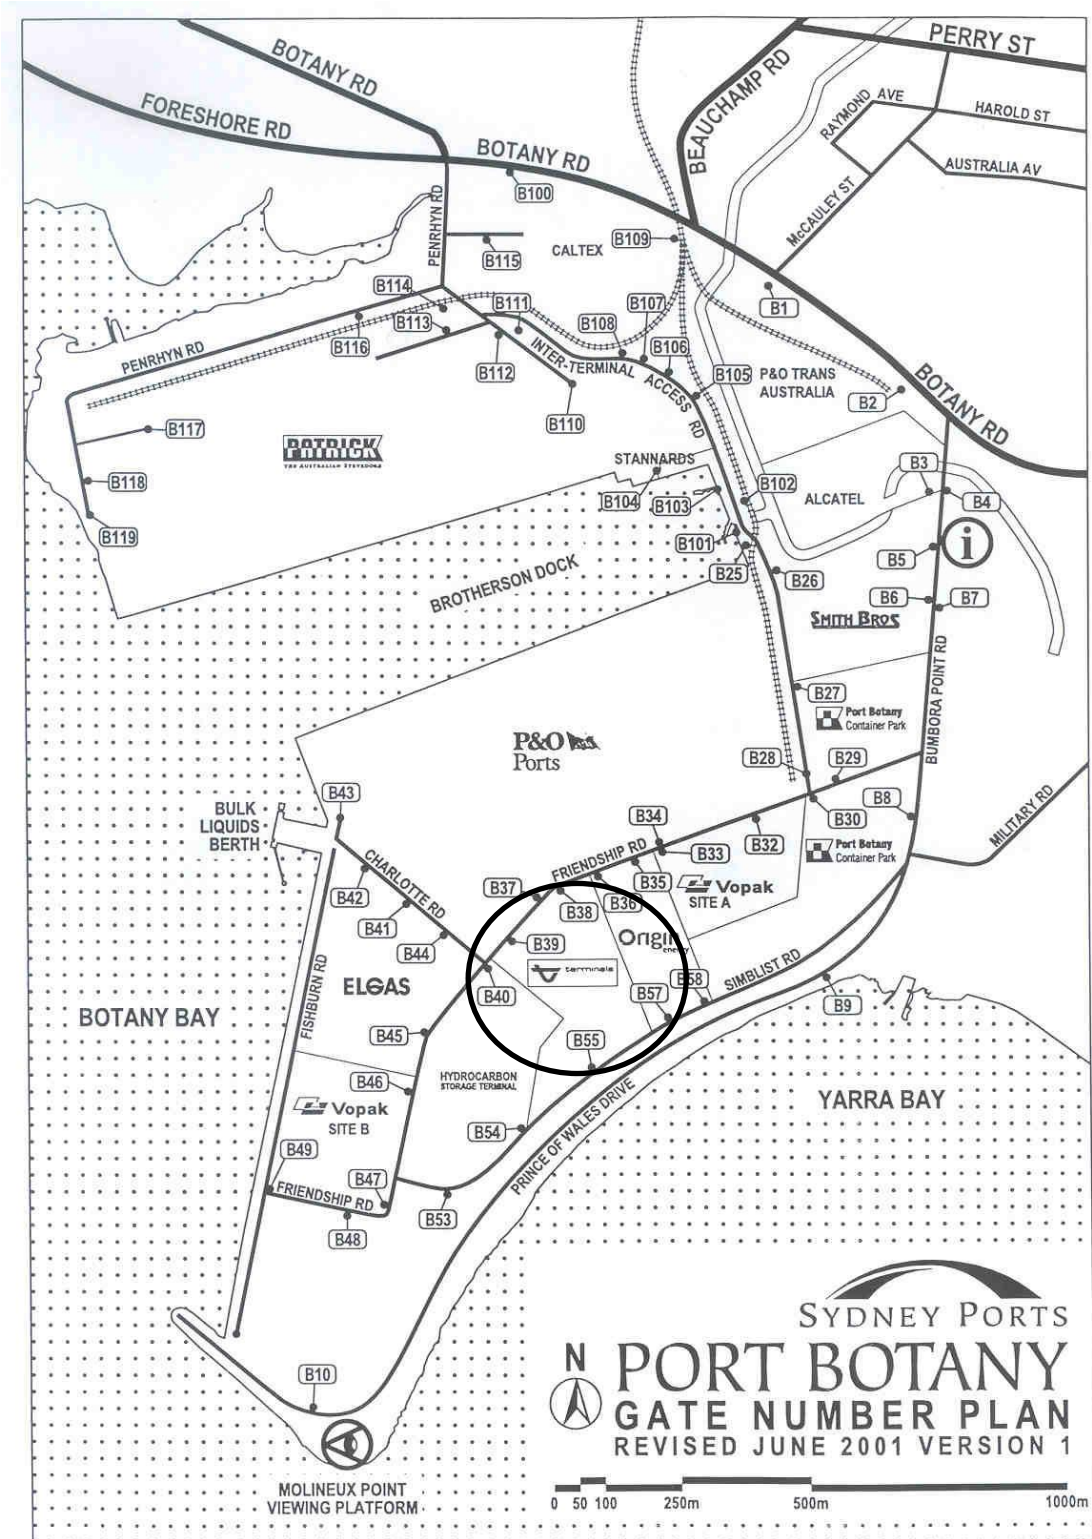 PERRY ST
BOTANY RD
BEAUCHAMP RD
RAYMOND AVE
HAROLD ST
FORESHORE RD
BOTANY RD
AUSTRALIA AV
McCAULEY ST
B100
PENRHYN RD
B109
B115
CALTEX
B114
B111
B107
B1
B113
B108
B116
B106
PENRHYN RD
B112
INTER-TERMINAL ACCESS RD
B105
P&O TRANS
AUSTRALIA
B2
BOTANY RD
B110
B117
PATRICK
THE AUSTRALIAN STEVEDORE
STANNARDS
B3
B118
B102
ALCATEL
B104
B103
B4
B119
B101
B5
i
B25
B26
BROTHERSON DOCK
B6
B7
SMITH BROS
BUMBORA POINT RD
B27
Port Botany
Container Park
P&O
Ports
B28
B29
B43
BULK
LIQUIDS
BERTH
B34
B30
B8
MILITARY RD
B32
B33
CHARLOTTE RD
FRIENDSHIP RD
Port Botany
Container Park
B35
B42
B37
B36
Vopak
SITE A
B38
B41
B39
Origin
energy
B44
terminals
SIMBLIST RD
FISHBURN RD
ELGAS
B40
B58
B57
B9
BOTANY BAY
B45
B55
B46
HYDROCARBON
STORAGE TERMINAL
YARRA BAY
Vopak
SITE B
B54
PRINCE OF WALES DRIVE
B49
B47
FRIENDSHIP RD
B53
B48
SYDNEY PORTS
N
PORT BOTANY
GATE NUMBER PLAN
REVISED JUNE 2001 VERSION 1
B10
MOLINEUX POINT
VIEWING PLATFORM
0 50 100 250m 500m 1000m